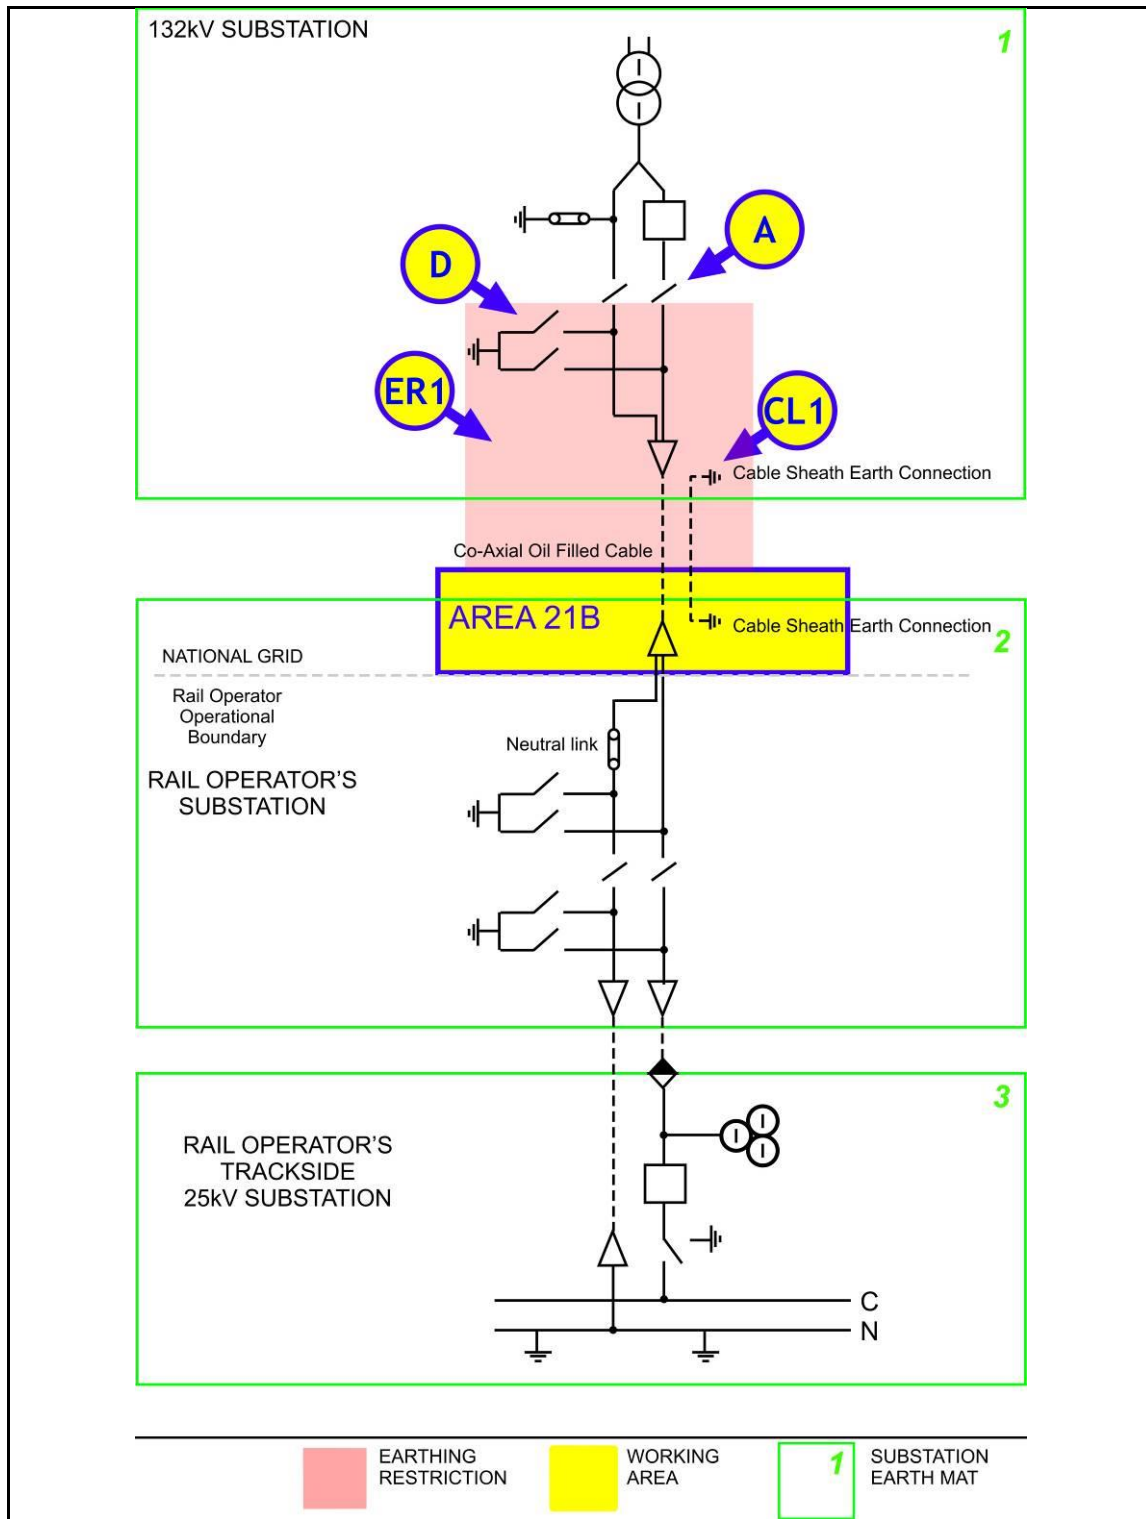 132kV SUBSTATION
1
A
D
ER1
CL1
Cable Sheath Earth Connection
Co-Axial Oil Filled Cable
AREA 21B
Cable Sheath Earth Connection
2
NATIONAL GRID
Rail Operator
Operational
Boundary
Neutral link
RAIL OPERATOR'S
SUBSTATION
3
RAIL OPERATOR'S
TRACKSIDE
25kV SUBSTATION
C
N
EARTHING
RESTRICTION
WORKING
AREA
1
SUBSTATION
EARTH MAT